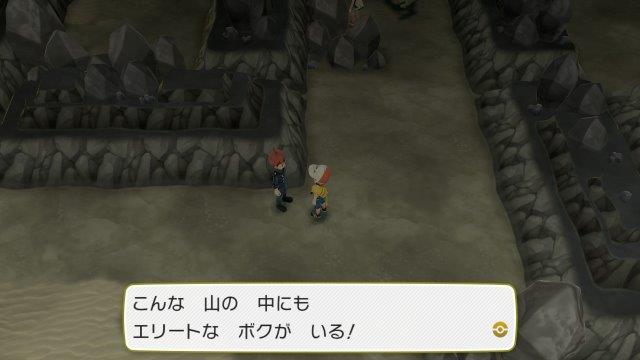 こんな　山の　中にも
エリートな　ボクが　いる！